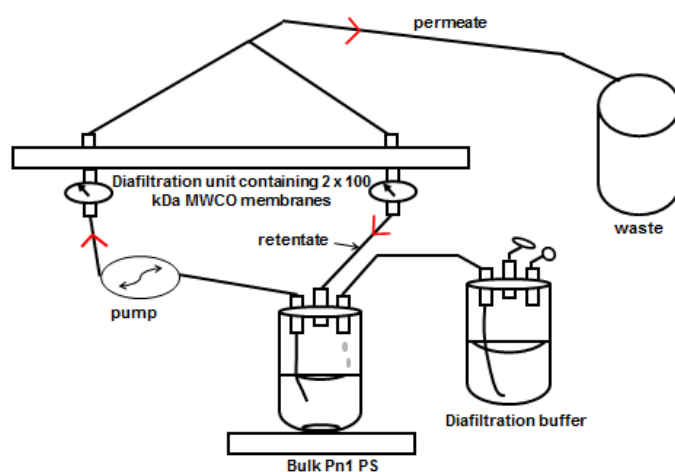 permeate
Diafiltration unit containing 2 x 100
kDa MWCO membranes
waste
retentate
pump
Diafiltration buffer
Bulk Pn1 PS